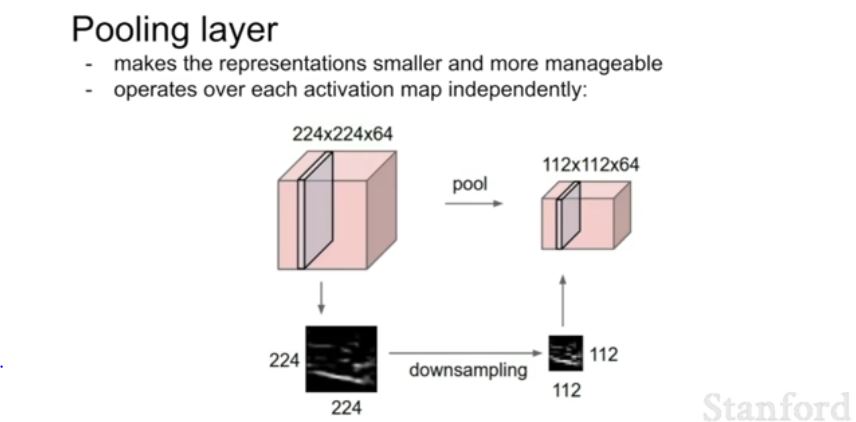 Pooling layer
- makes the representations smaller and more manageable
- operates over each activation map independently:
224x224x64
112x112x64
pool
224
224
downsampling
112
112
Stanford